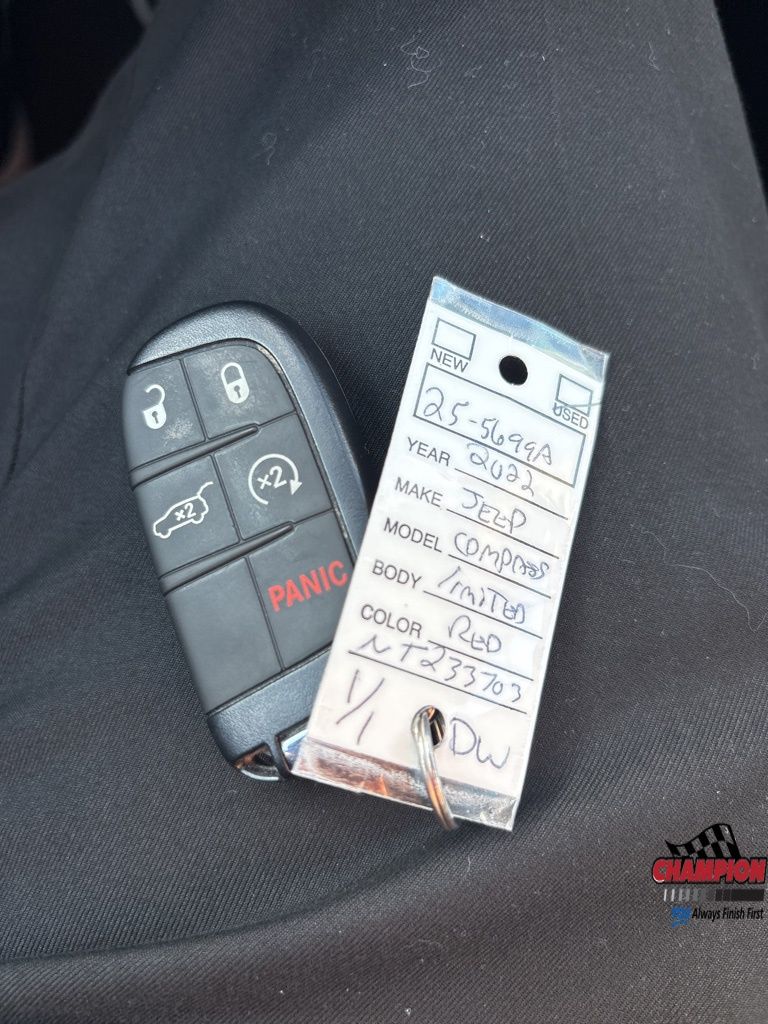 x2
x2
PANIC
NEW
USED
25-5699A
YEAR 2022
MAKE JEEP
MODEL COMPASS
BODY limited
COLOR RED
NT233703
1/1
DW
CHAMPION
Always Finish First